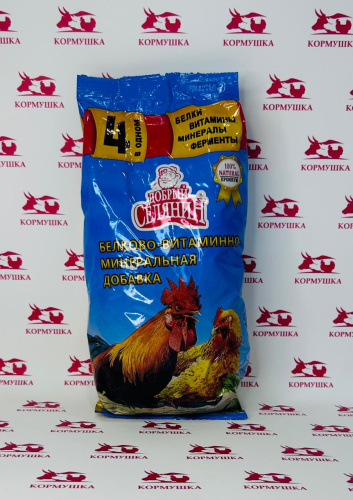 КОРМУШКА
4
В ОДНОМ
БЕЛКИ
ВИТАМИНЫ
МИНЕРАЛЫ
ФЕРМЕНТЫ
100%
NATURAL
ДОБРЫЙ
СЕЛЯНИН
БЕЛКОВО-ВИТАМИННО
МИНЕРАЛЬНАЯ
ДОБАВКА